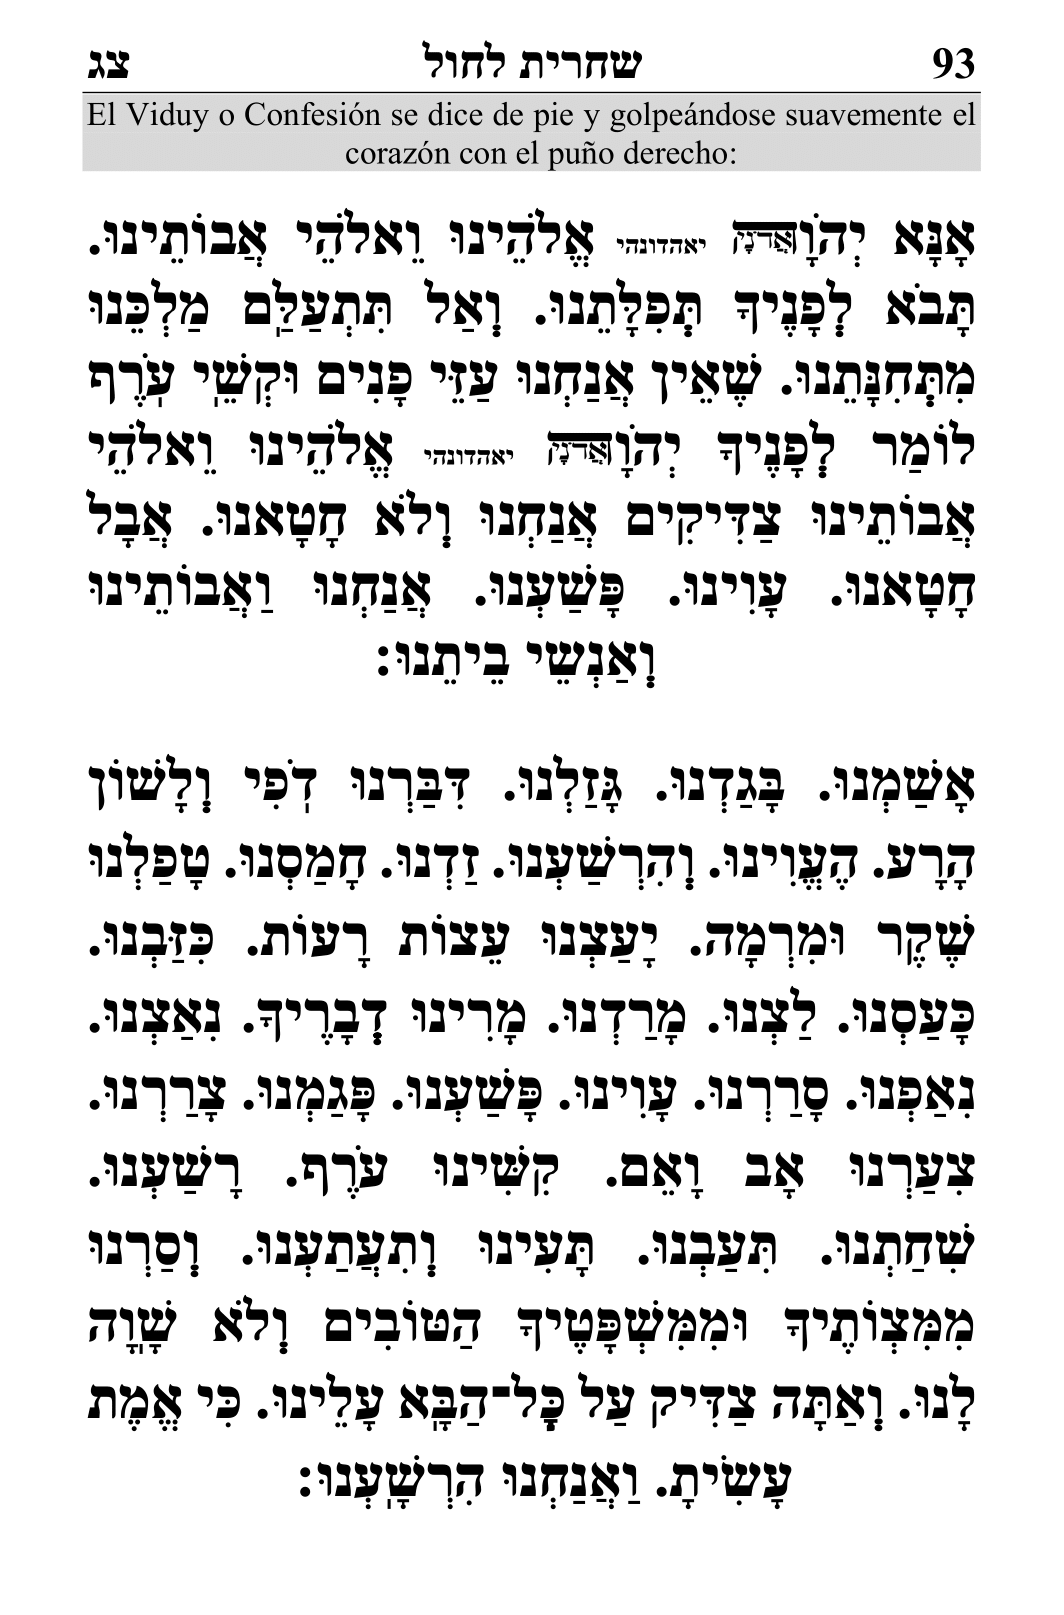 93 שחרית לחול צג
El Viduy o Confesión se dice de pie y golpeándose suavemente el
corazón con el puño derecho:
אָנָּא יְהֹוָאֲדֹנָיה יאהדונהי אֱלֹהֵינוּ וֵאלֹהֵי אֲבוֹתֵינוּ.
תָּבֹא לְפָנֶיךָ תְּפִלָּתֵנוּ. וְאַל תִּתְעַלַּם מַלְכֵּנוּ
מִתְּחִנָּתֵנוּ. שֶׁאֵין אֲנַחְנוּ עַזֵּי פָנִים וּקְשֵׁי עֹרֶף
לוֹמַר לְפָנֶיךָ יְהֹוָאֲדֹנָיה יאהדונהי אֱלֹהֵינוּ וֵאלֹהֵי
אֲבוֹתֵינוּ צַדִּיקִים אֲנַחְנוּ וְלֹא חָטָאנוּ. אֲבָל
חָטָאנוּ. עָוִינוּ. פָּשַׁעְנוּ. אֲנַחְנוּ וַאֲבוֹתֵינוּ
וְאַנְשֵׁי בֵיתֵנוּ:
אָשַׁמְנוּ. בָּגַדְנוּ. גָּזַלְנוּ. דִּבַּרְנוּ דֹפִי וְלָשׁוֹן
הָרָע. הֶעֱוִינוּ. וְהִרְשַׁעְנוּ. זַדְנוּ. חָמַסְנוּ. טָפַלְנוּ
שֶׁקֶר וּמִרְמָה. יָעַצְנוּ עֵצוֹת רָעוֹת. כִּזַּבְנוּ.
כָּעַסְנוּ. לַצְנוּ. מָרַדְנוּ. מָרִינוּ דְבָרֶיךָ. נִאַצְנוּ.
נִאַפְנוּ. סָרַרְנוּ. עָוִינוּ. פָּשַׁעְנוּ. פָּגַמְנוּ. צָרַרְנוּ.
צִעַרְנוּ אָב וָאֵם. קִשִּׁינוּ עֹרֶף. רָשַׁעְנוּ.
שִׁחַתְנוּ. תִּעַבְנוּ. תָּעִינוּ וְתִעֲתַעְנוּ. וְסַרְנוּ
מִמִּצְוֹתֶיךָ וּמִמִּשְׁפָּטֶיךָ הַטּוֹבִים וְלֹא שָׁוָה
לָנוּ. וְאַתָּה צַדִּיק עַל כָּל־הַבָּא עָלֵינוּ. כִּי אֱמֶת
עָשִׂיתָ. וַאֲנַחְנוּ הִרְשָׁעְנוּ: